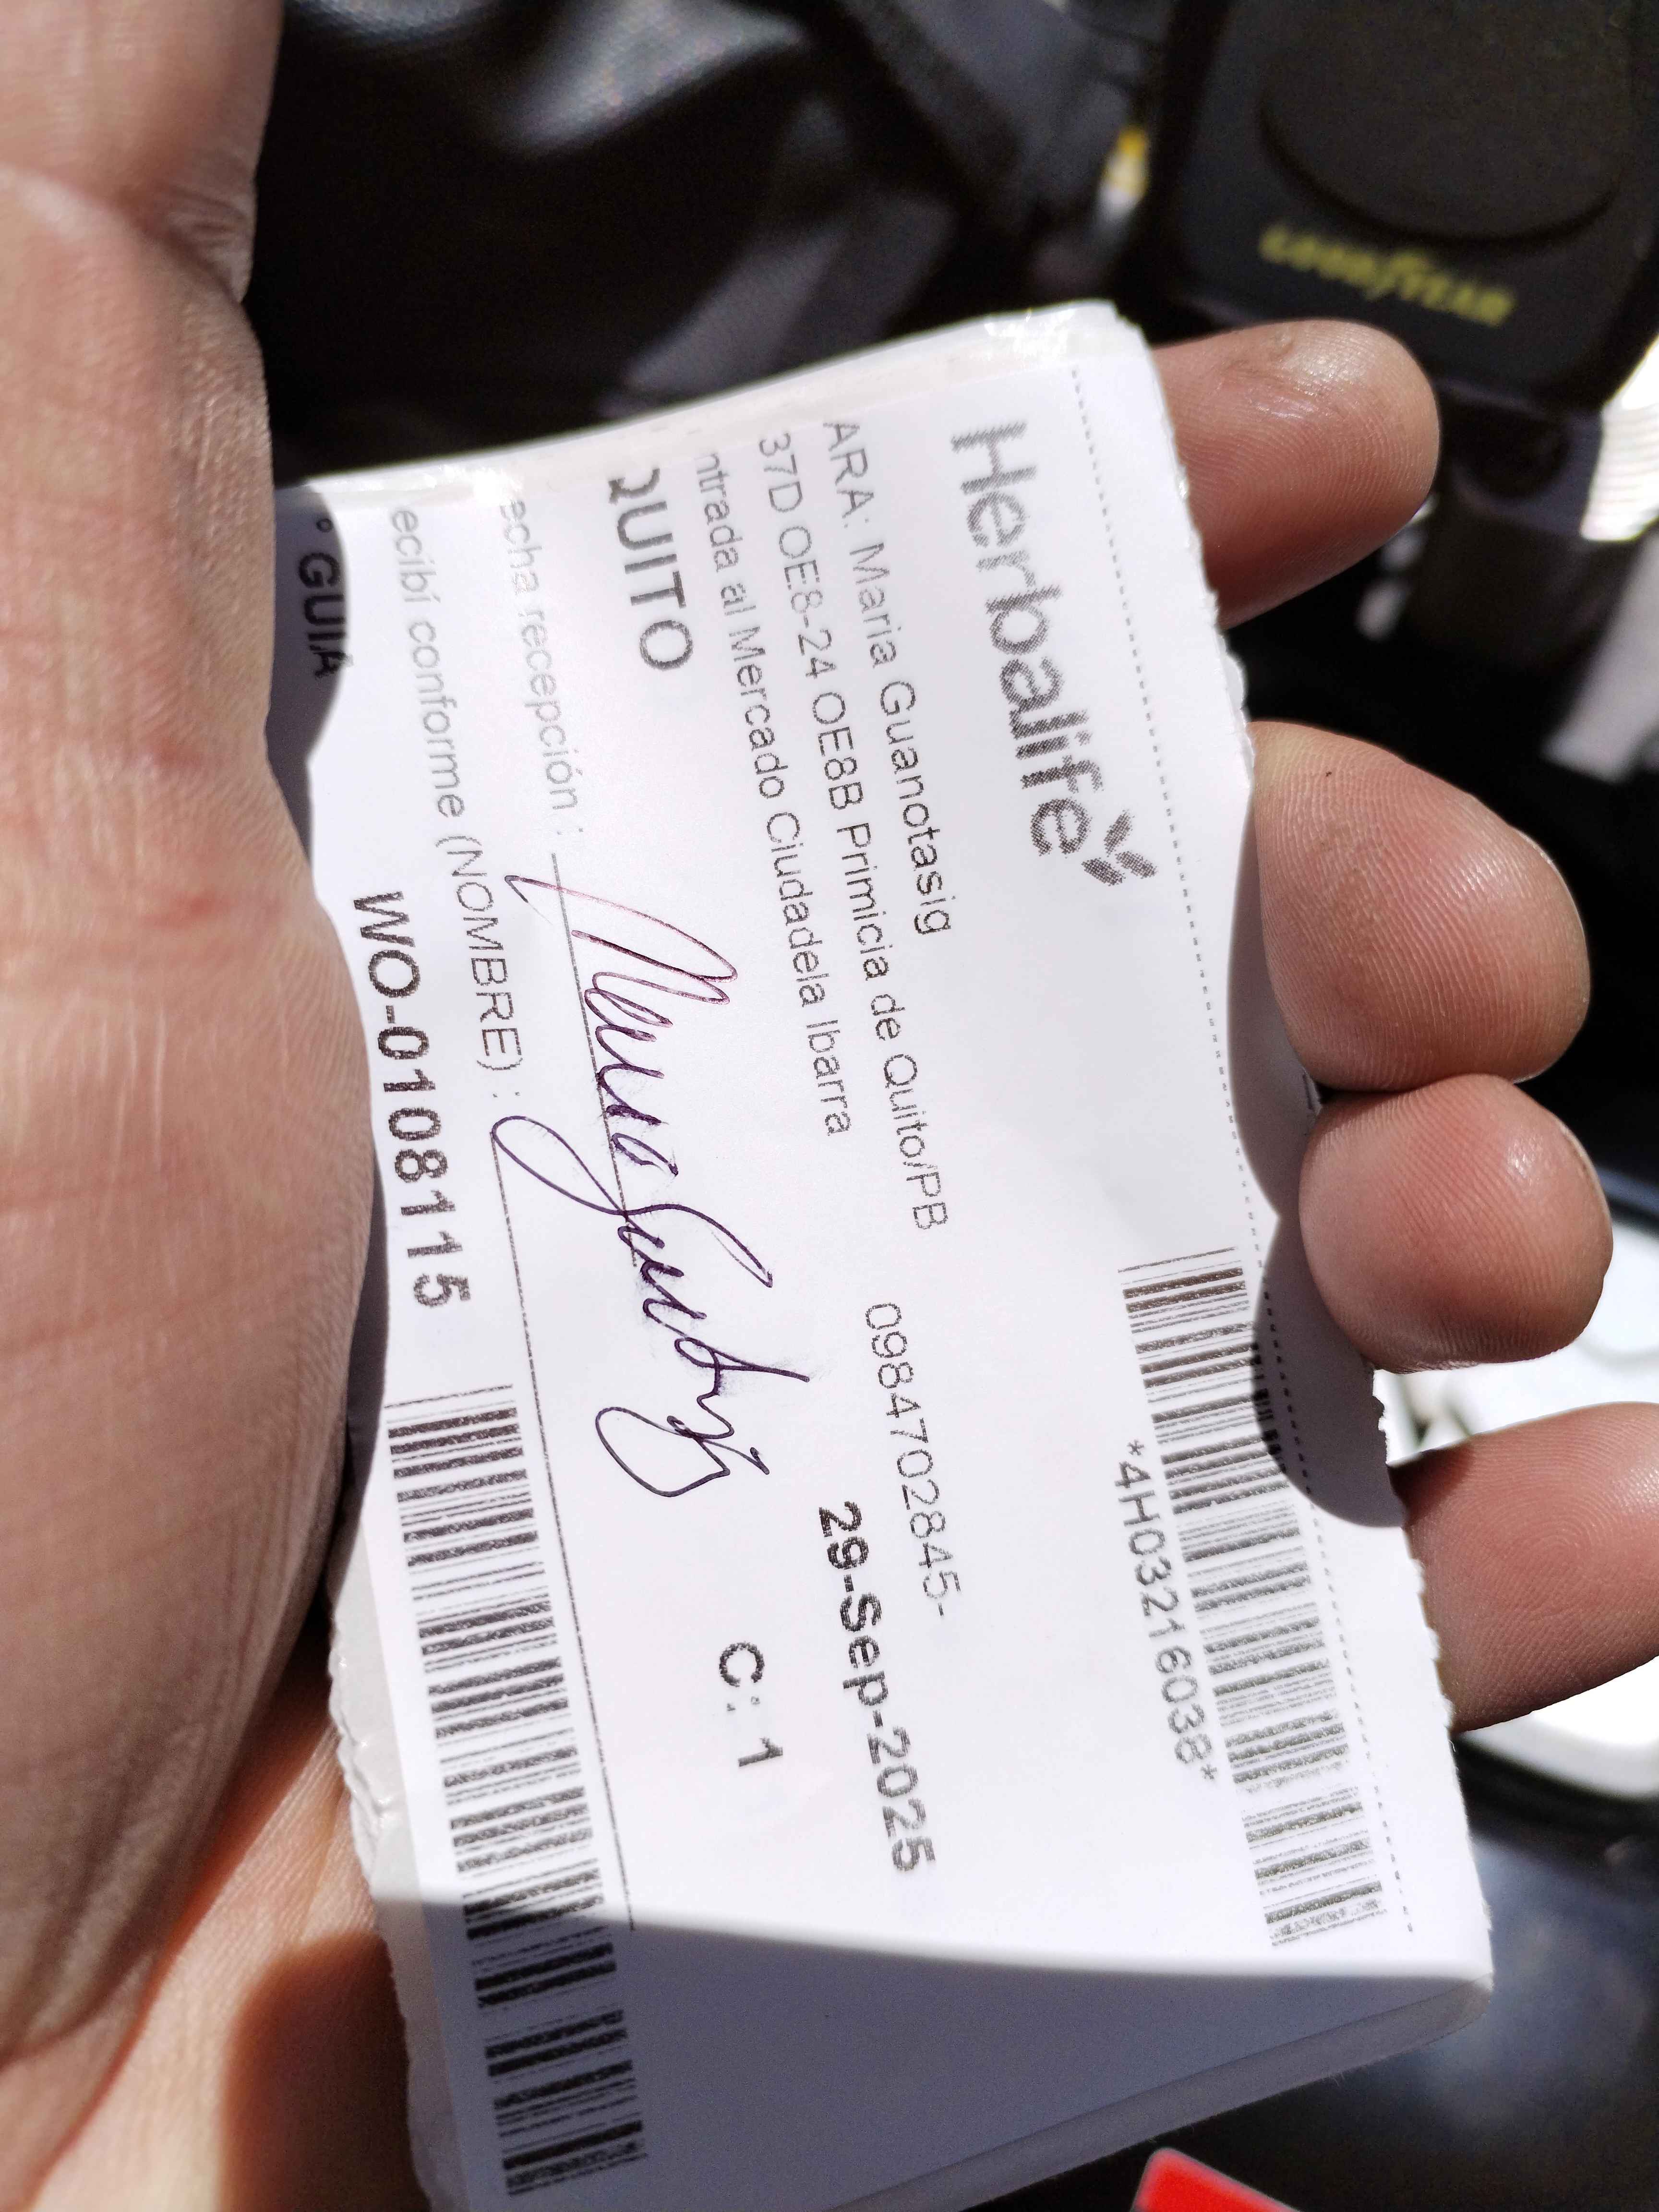 Herbalife
*4H03216038*
ARA: Maria Guanotasig
37D OE8-24 OE8B Primicia de Quito/PB 0984702845-
ntrada al Mercado Ciudadela Ibarra 29-Sep-2025
QUITO C: 1
echa recepción :
ecibí conforme (NOMBRE) :
° GUIA WO-0108115
GOODYEAR